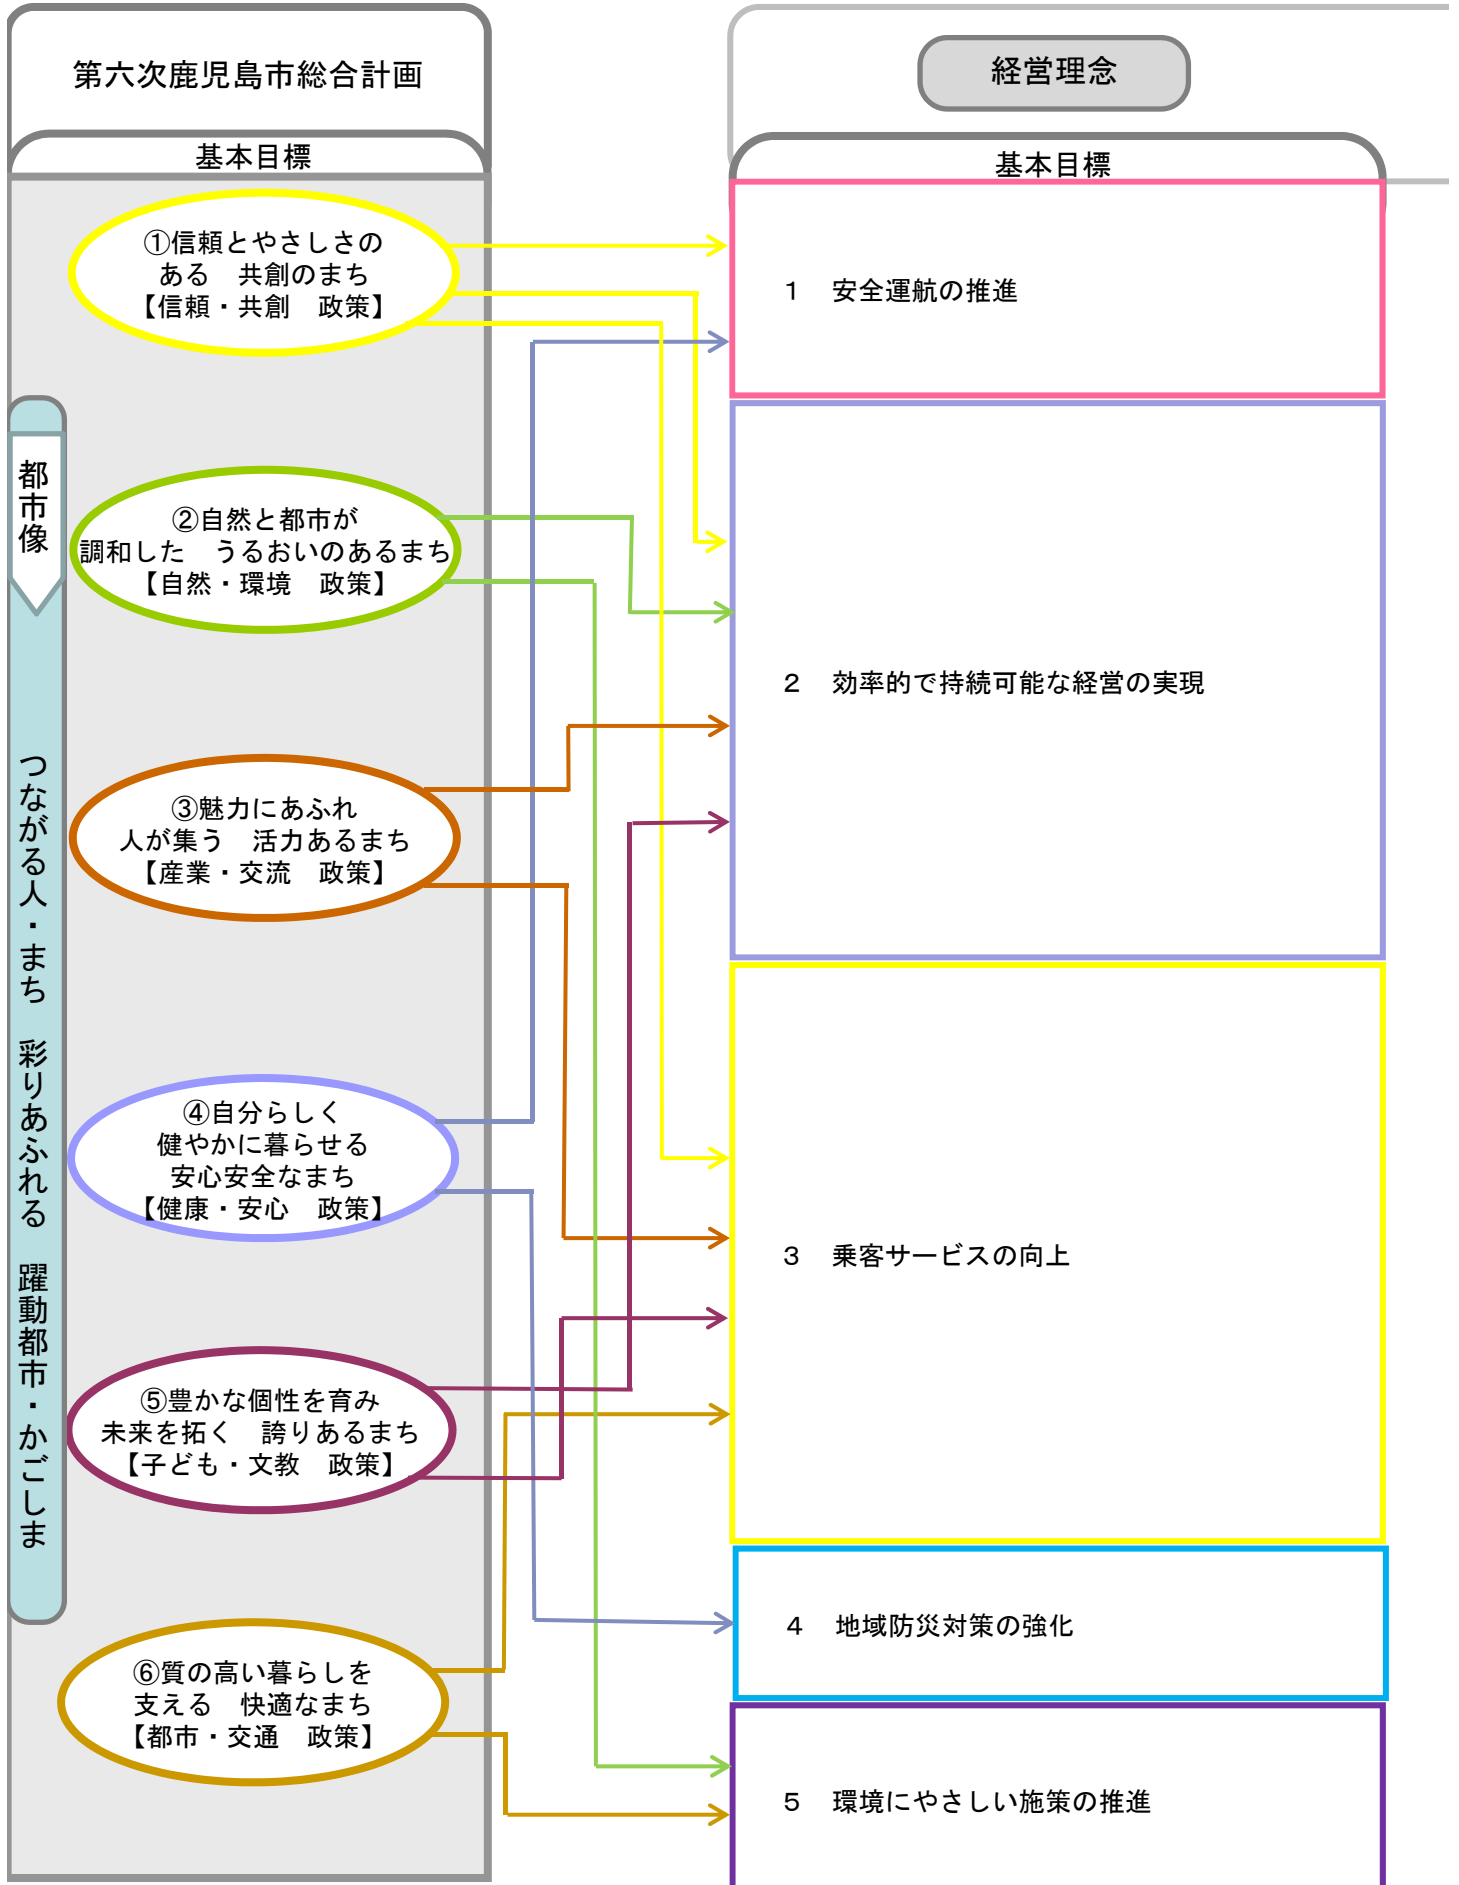 第六次鹿児島市総合計画
基本目標
①信頼とやさしさの
ある　共創のまち
【信頼・共創　政策】
②自然と都市が
調和した　うるおいのあるまち
【自然・環境　政策】
③魅力にあふれ
人が集う　活力あるまち
【産業・交流　政策】
④自分らしく
健やかに暮らせる
安心安全なまち
【健康・安心　政策】
⑤豊かな個性を育み
未来を拓く　誇りあるまち
【子ども・文教　政策】
⑥質の高い暮らしを
支える　快適なまち
【都市・交通　政策】
都市像
つながる人・まち　彩りあふれる　躍動都市・かごしま
経営理念
基本目標
１　安全運航の推進
２　効率的で持続可能な経営の実現
３　乗客サービスの向上
４　地域防災対策の強化
５　環境にやさしい施策の推進